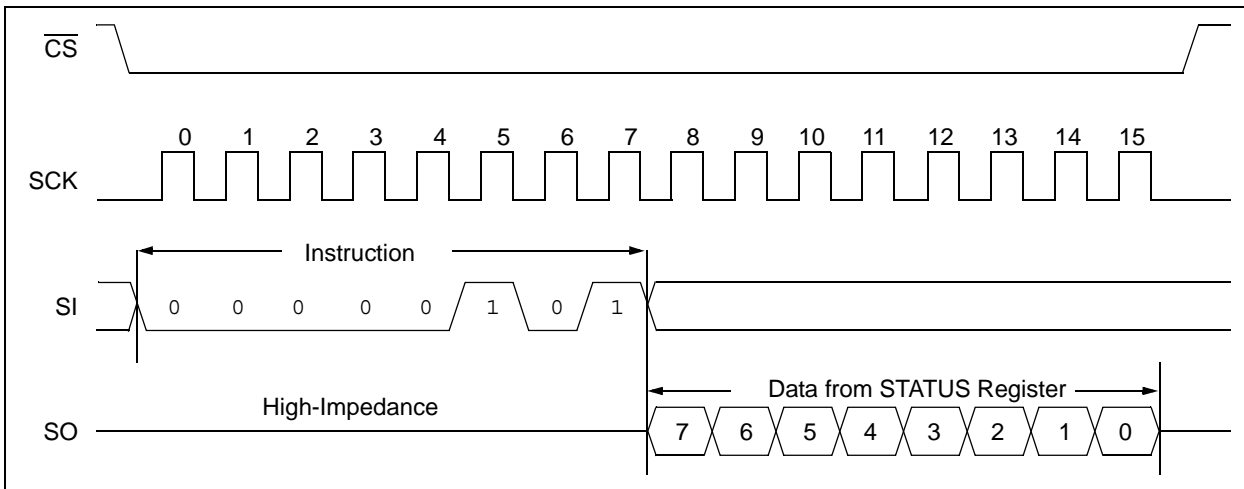 CS
0 1 2 3 4 5 6 7 8 9 10 11 12 13 14 15
SCK
Instruction
SI 0 0 0 0 0 1 0 1
Data from STATUS Register
High-Impedance
SO 7 6 5 4 3 2 1 0